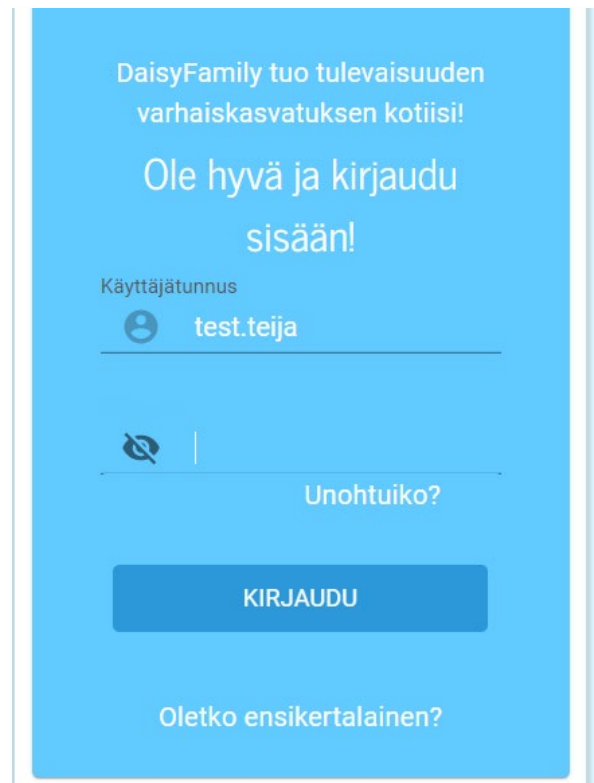 DaisyFamily tuo tulevaisuuden
varhaiskasvatuksen kotiisi!
Ole hyvä ja kirjaudu
sisään!
Käyttäjätunnus
test.teija
Unohtuiko?
KIRJAUDU
Oletko ensikertalainen?